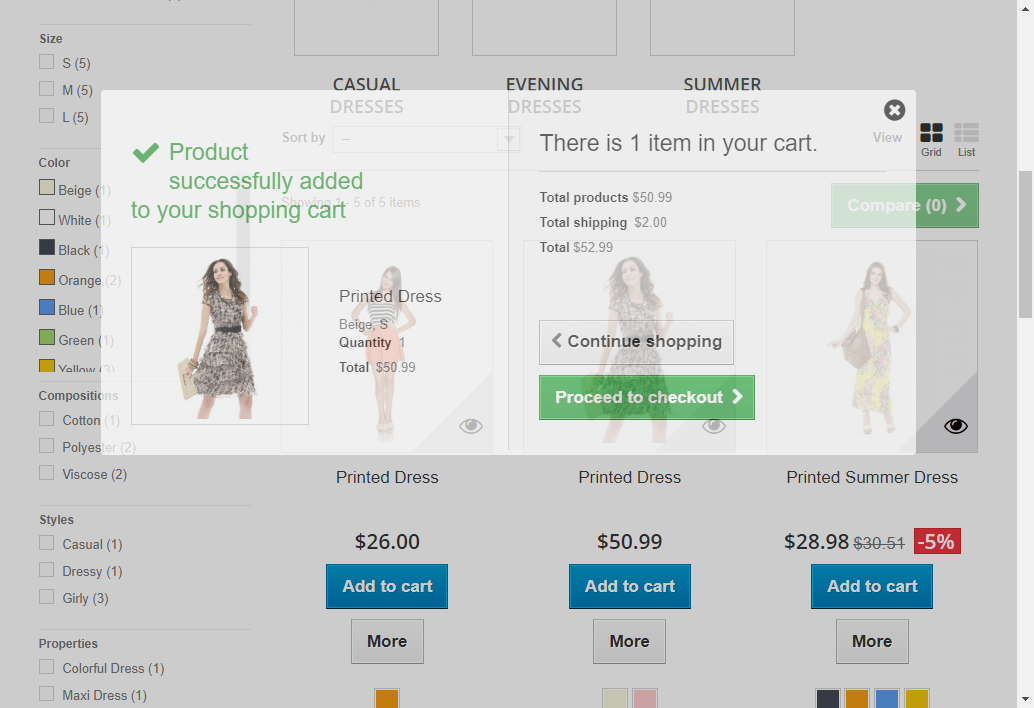 Size
S (5)
M (5)
L (5)
Color
Beige (1)
White (1)
Black (1)
Orange (2)
Blue (1)
Green (1)
Yellow (3)
Compositions
Cotton (1)
Polyester (2)
Viscose (2)
Styles
Casual (1)
Dressy (1)
Girly (3)
Properties
Colorful Dress (1)
Maxi Dress (1)
CASUAL DRESSES
EVENING DRESSES
SUMMER DRESSES
Sort by --
View
Grid
List
Showing 1 - 5 of 5 items
Compare (0)
Product
successfully added
to your shopping cart
Printed Dress
Beige, S
Quantity 1
Total $50.99
There is 1 item in your cart.
Total products $50.99
Total shipping $2.00
Total $52.99
Continue shopping
Proceed to checkout
Printed Dress
$26.00
Add to cart
More
Printed Dress
$50.99
Add to cart
More
Printed Summer Dress
$28.98 $30.51 -5%
Add to cart
More